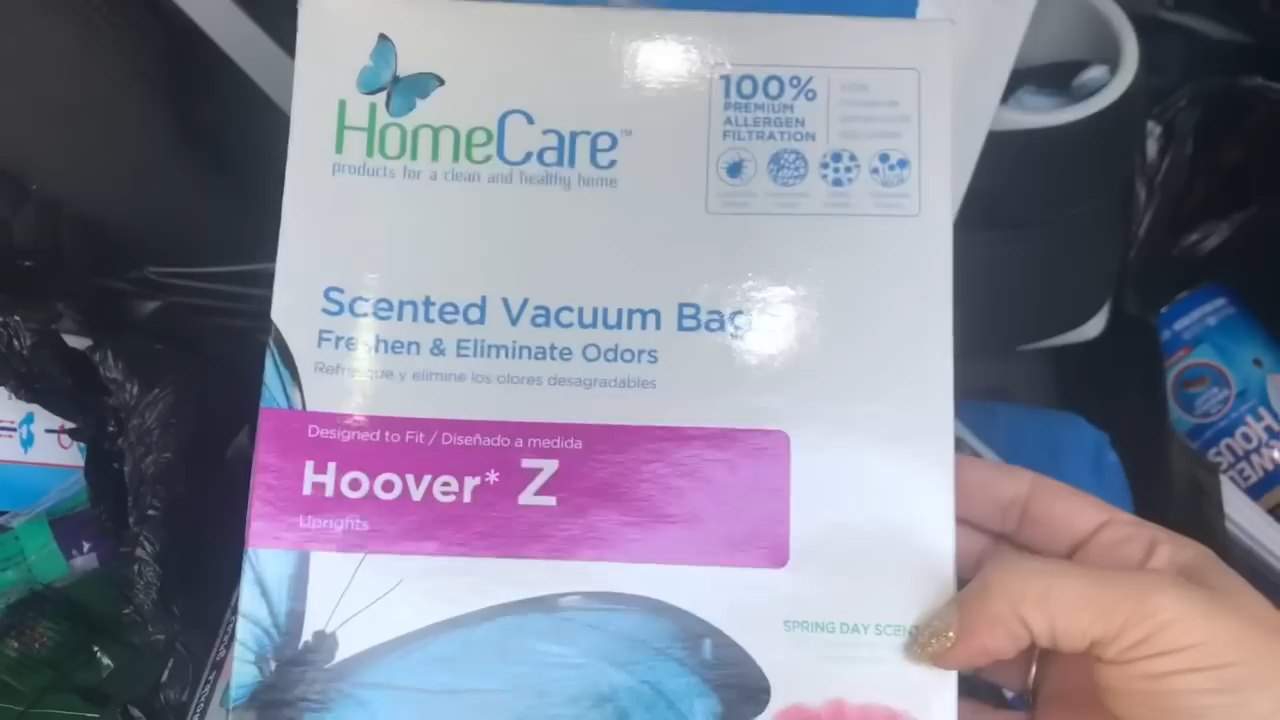 HomeCare™
products for a clean and healthy home
100%
PREMIUM
ALLERGEN
FILTRATION
Scented Vacuum Bag
Freshen & Eliminate Odors
Refresque y elimine los olores desagradables
Designed to Fit / Diseñado a medida
Hoover* Z
Uprights
SPRING DAY SCENT